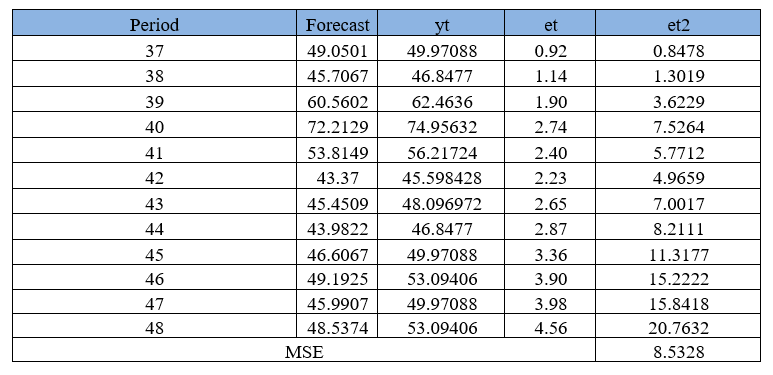 Period Forecast yt et et2
37 49.0501 49.97088 0.92 0.8478
38 45.7067 46.8477 1.14 1.3019
39 60.5602 62.4636 1.90 3.6229
40 72.2129 74.95632 2.74 7.5264
41 53.8149 56.21724 2.40 5.7712
42 43.37 45.598428 2.23 4.9659
43 45.4509 48.096972 2.65 7.0017
44 43.9822 46.8477 2.87 8.2111
45 46.6067 49.97088 3.36 11.3177
46 49.1925 53.09406 3.90 15.2222
47 45.9907 49.97088 3.98 15.8418
48 48.5374 53.09406 4.56 20.7632
MSE 8.5328